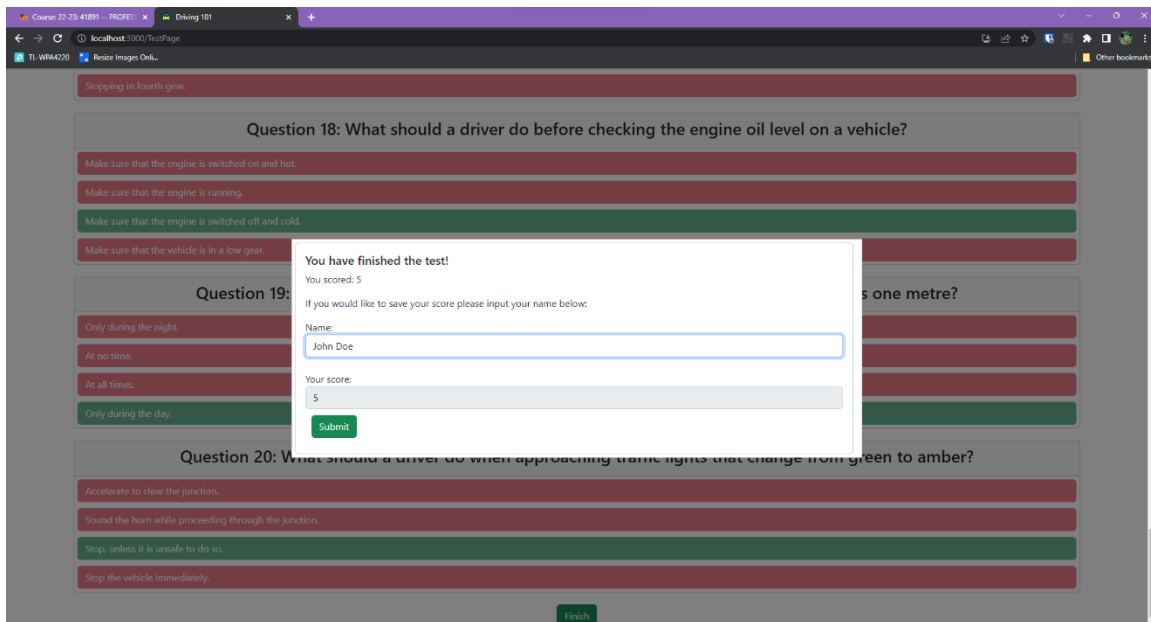 Course: 22-23: 41891 -- PROFES
Driving 101
localhost:3000/TestPage
TL-WPA4220
Resize Images Onli...
Other bookmarks
Stopping in fourth gear.
Question 18: What should a driver do before checking the engine oil level on a vehicle?
Make sure that the engine is switched on and hot.
Make sure that the engine is running.
Make sure that the engine is switched off and cold.
Make sure that the vehicle is in a low gear.
You have finished the test!
You scored: 5
If you would like to save your score please input your name below:
Name:
John Doe
Your score:
5
Submit
Question 19:
s one metre?
Only during the night.
At no time.
At all times.
Only during the day.
Question 20: What should a driver do when approaching traffic lights that change from green to amber?
Accelerate to clear the junction.
Sound the horn while proceeding through the junction.
Stop, unless it is unsafe to do so.
Stop the vehicle immediately.
Finish